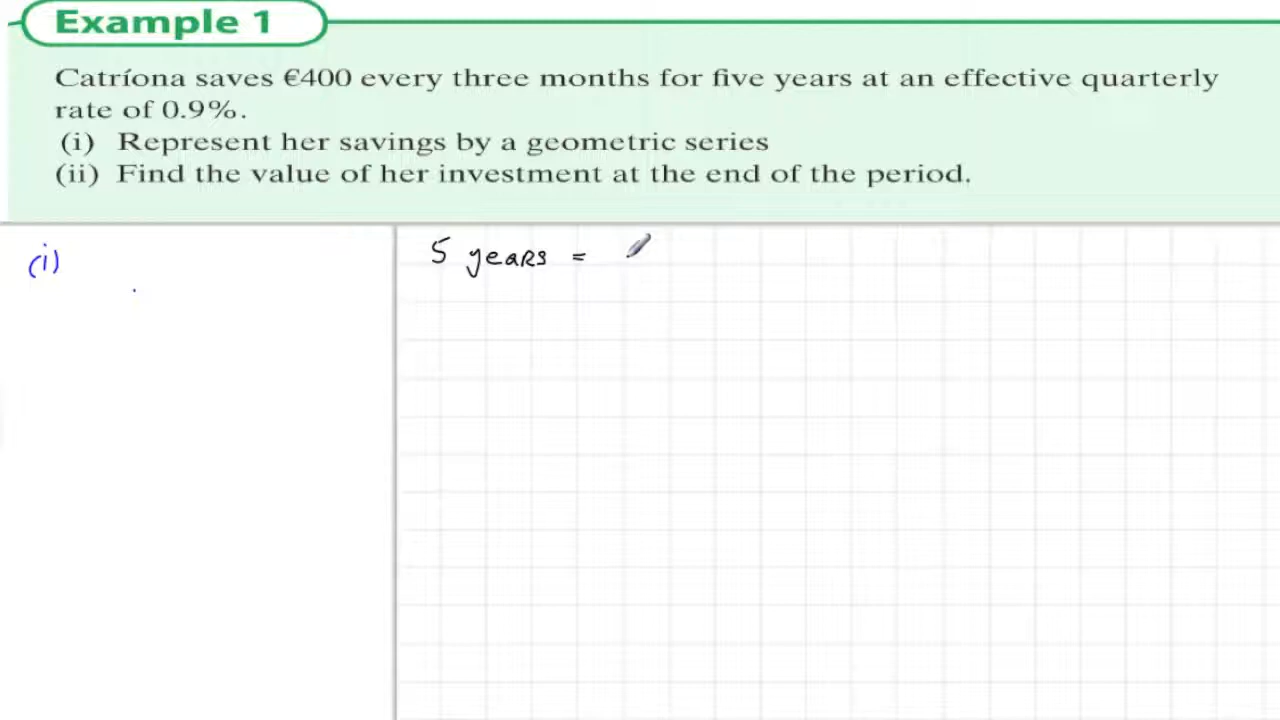 Example 1
Catríona saves €400 every three months for five years at an effective quarterly
rate of 0.9%.
(i) Represent her savings by a geometric series
(ii) Find the value of her investment at the end of the period.
(i)
5 years =